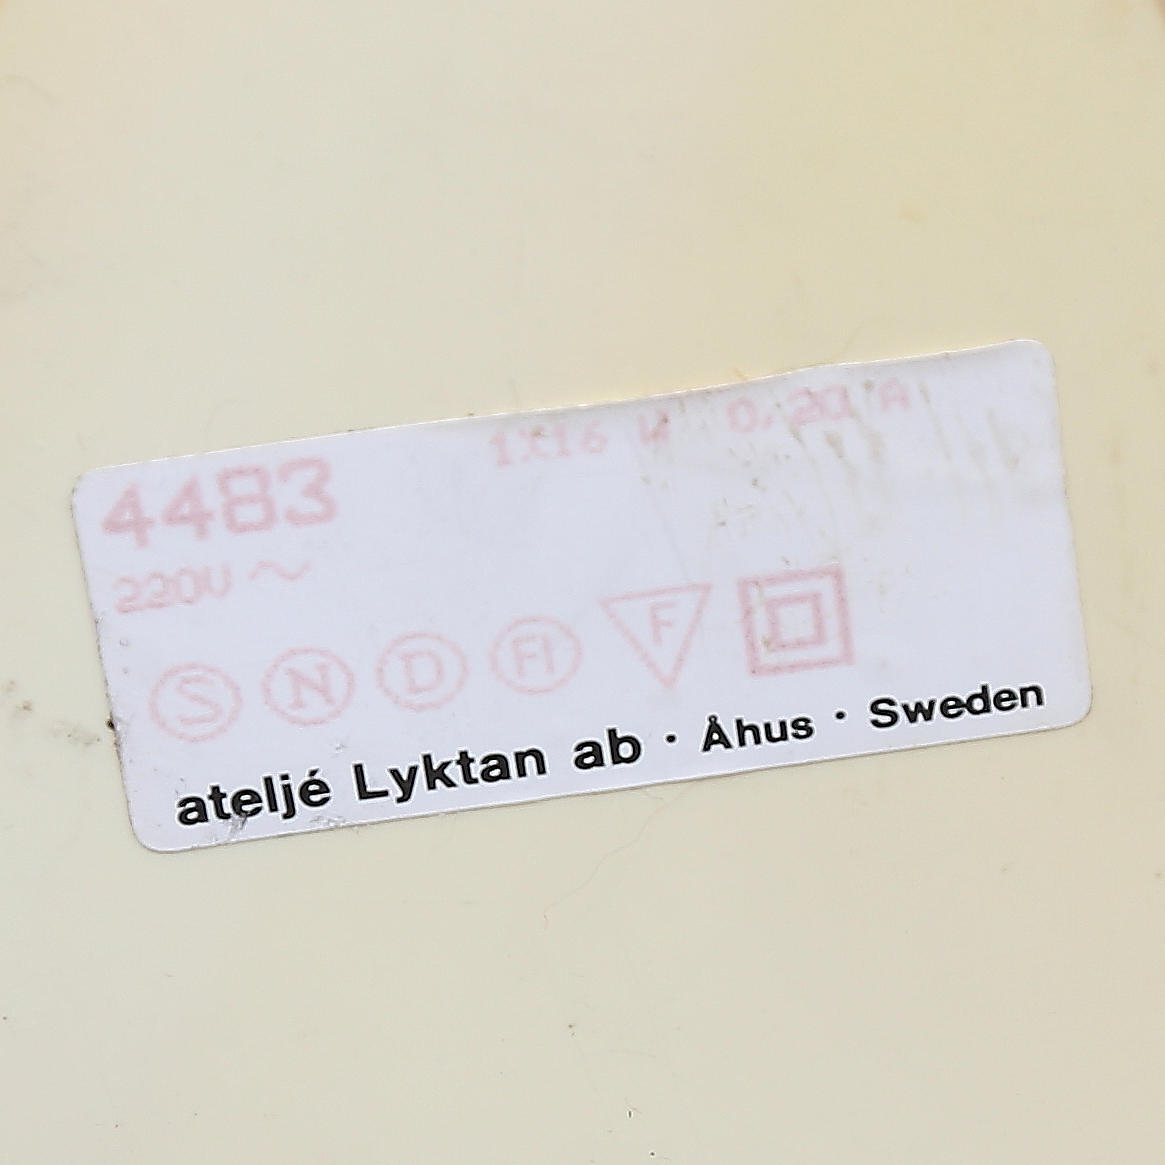 1X16 W 0,20 A
4483
220V ~
S N D FI F
ateljé Lyktan ab · Åhus · Sweden